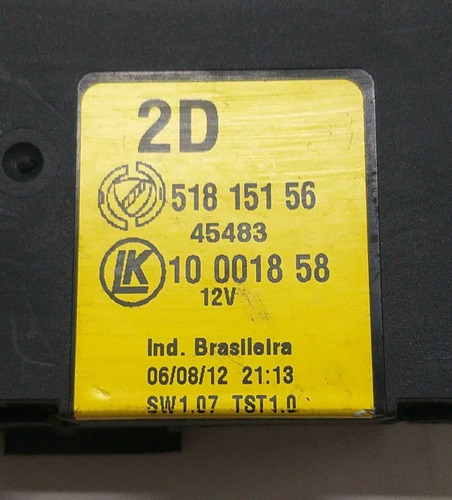 2D
518 151 56
45483
LK 10 0018 58
12V
Ind. Brasileira
06/08/12 21:13
SW1.07 TST1.0